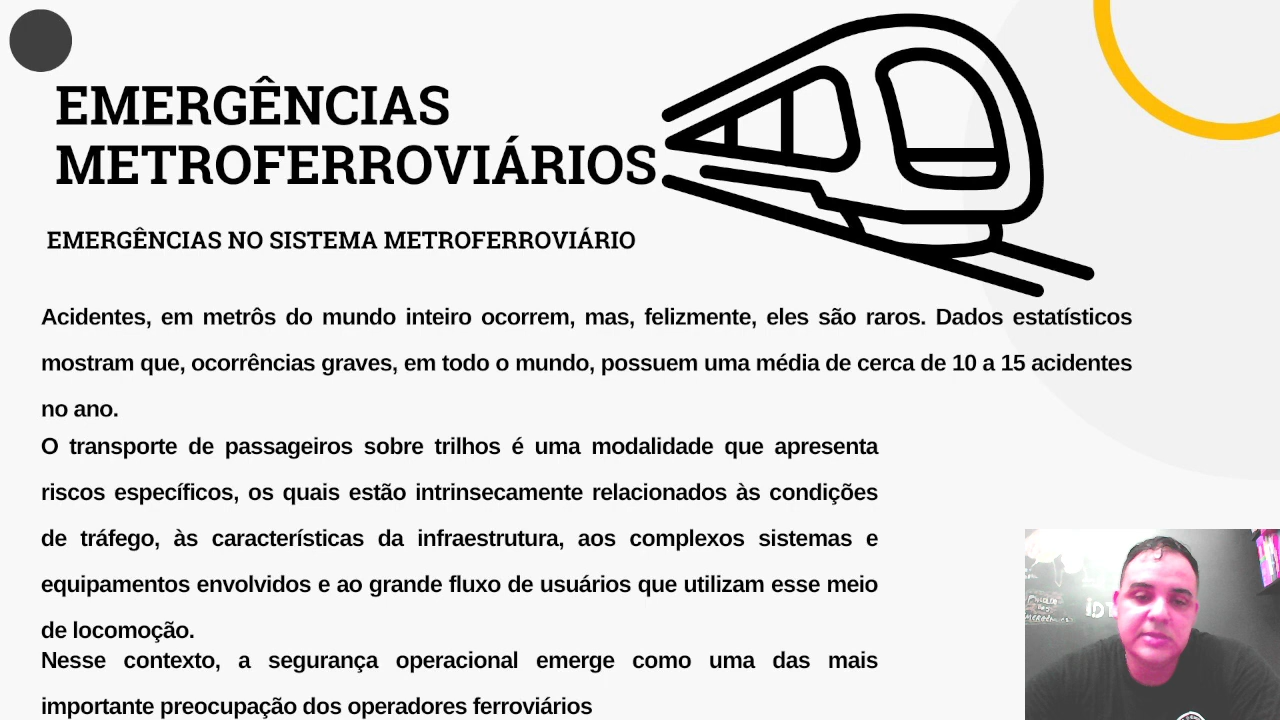 EMERGÊNCIAS
METROFERROVIÁRIOS
EMERGÊNCIAS NO SISTEMA METROFERROVIÁRIO
Acidentes, em metrôs do mundo inteiro ocorrem, mas, felizmente, eles são raros. Dados estatísticos
mostram que, ocorrências graves, em todo o mundo, possuem uma média de cerca de 10 a 15 acidentes
no ano.
O transporte de passageiros sobre trilhos é uma modalidade que apresenta
riscos específicos, os quais estão intrinsecamente relacionados às condições
de tráfego, às características da infraestrutura, aos complexos sistemas e
equipamentos envolvidos e ao grande fluxo de usuários que utilizam esse meio
de locomoção.
Nesse contexto, a segurança operacional emerge como uma das mais
importante preocupação dos operadores ferroviários